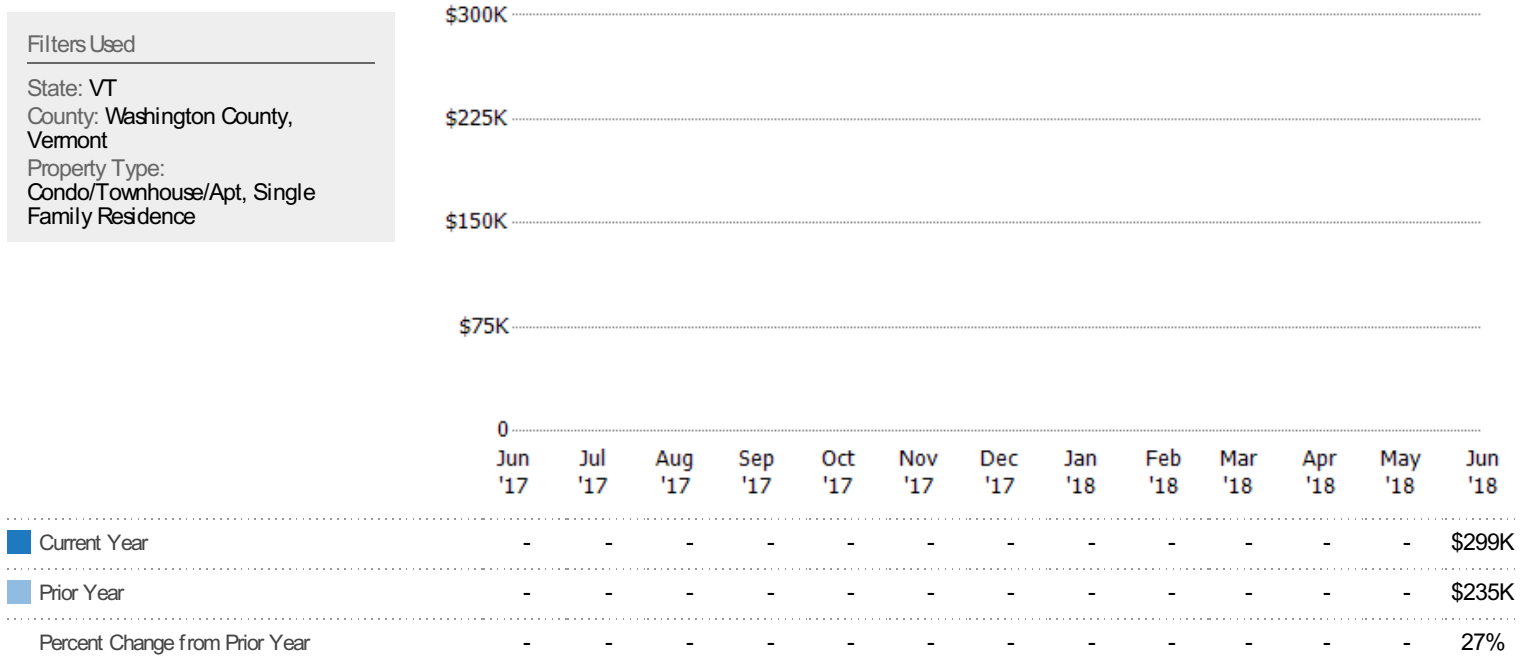 Filters Used
State: VT
County: Washington County,
Vermont
Property Type:
Condo/Townhouse/Apt, Single
Family Residence
$300K
$225K
$150K
$75K
0
Jun Jul Aug Sep Oct Nov Dec Jan Feb Mar Apr May Jun
'17 '17 '17 '17 '17 '17 '17 '18 '18 '18 '18 '18 '18
Current Year - - - - - - - - - - - - $299K
Prior Year - - - - - - - - - - - - $235K
Percent Change from Prior Year - - - - - - - - - - - - 27%